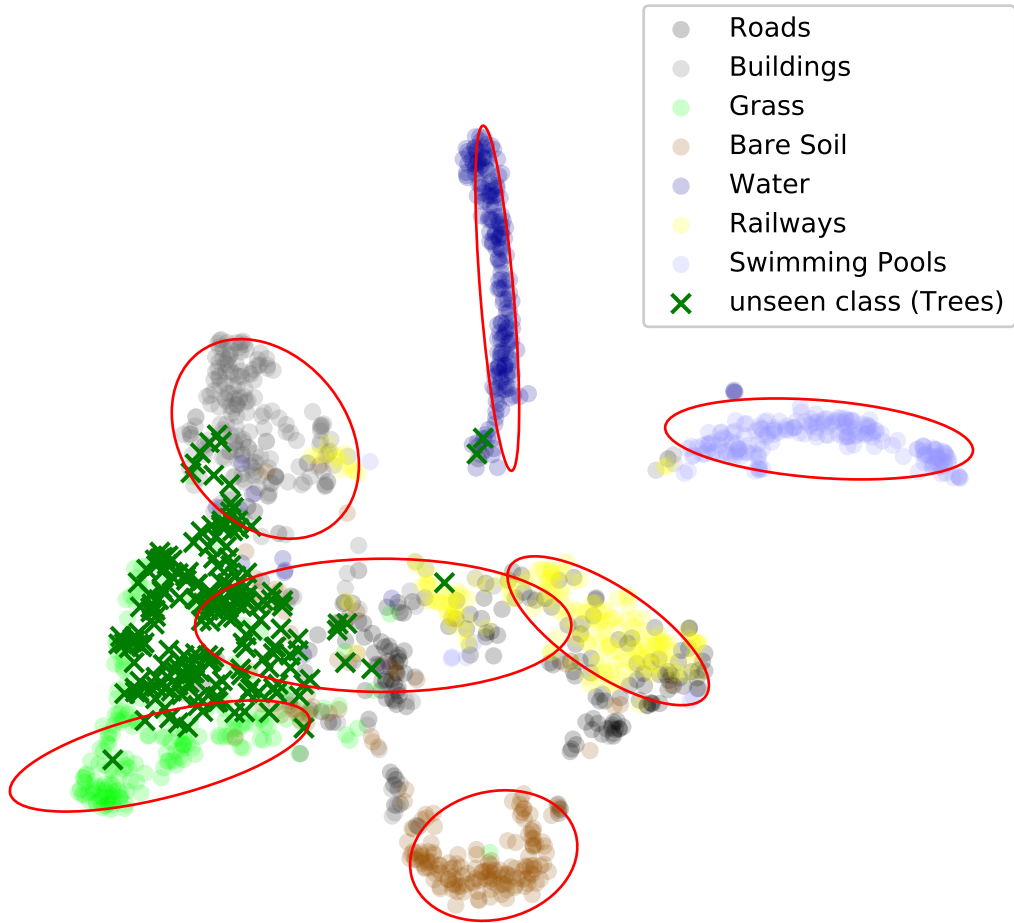 Roads
Buildings
Grass
Bare Soil
Water
Railways
Swimming Pools
unseen class (Trees)